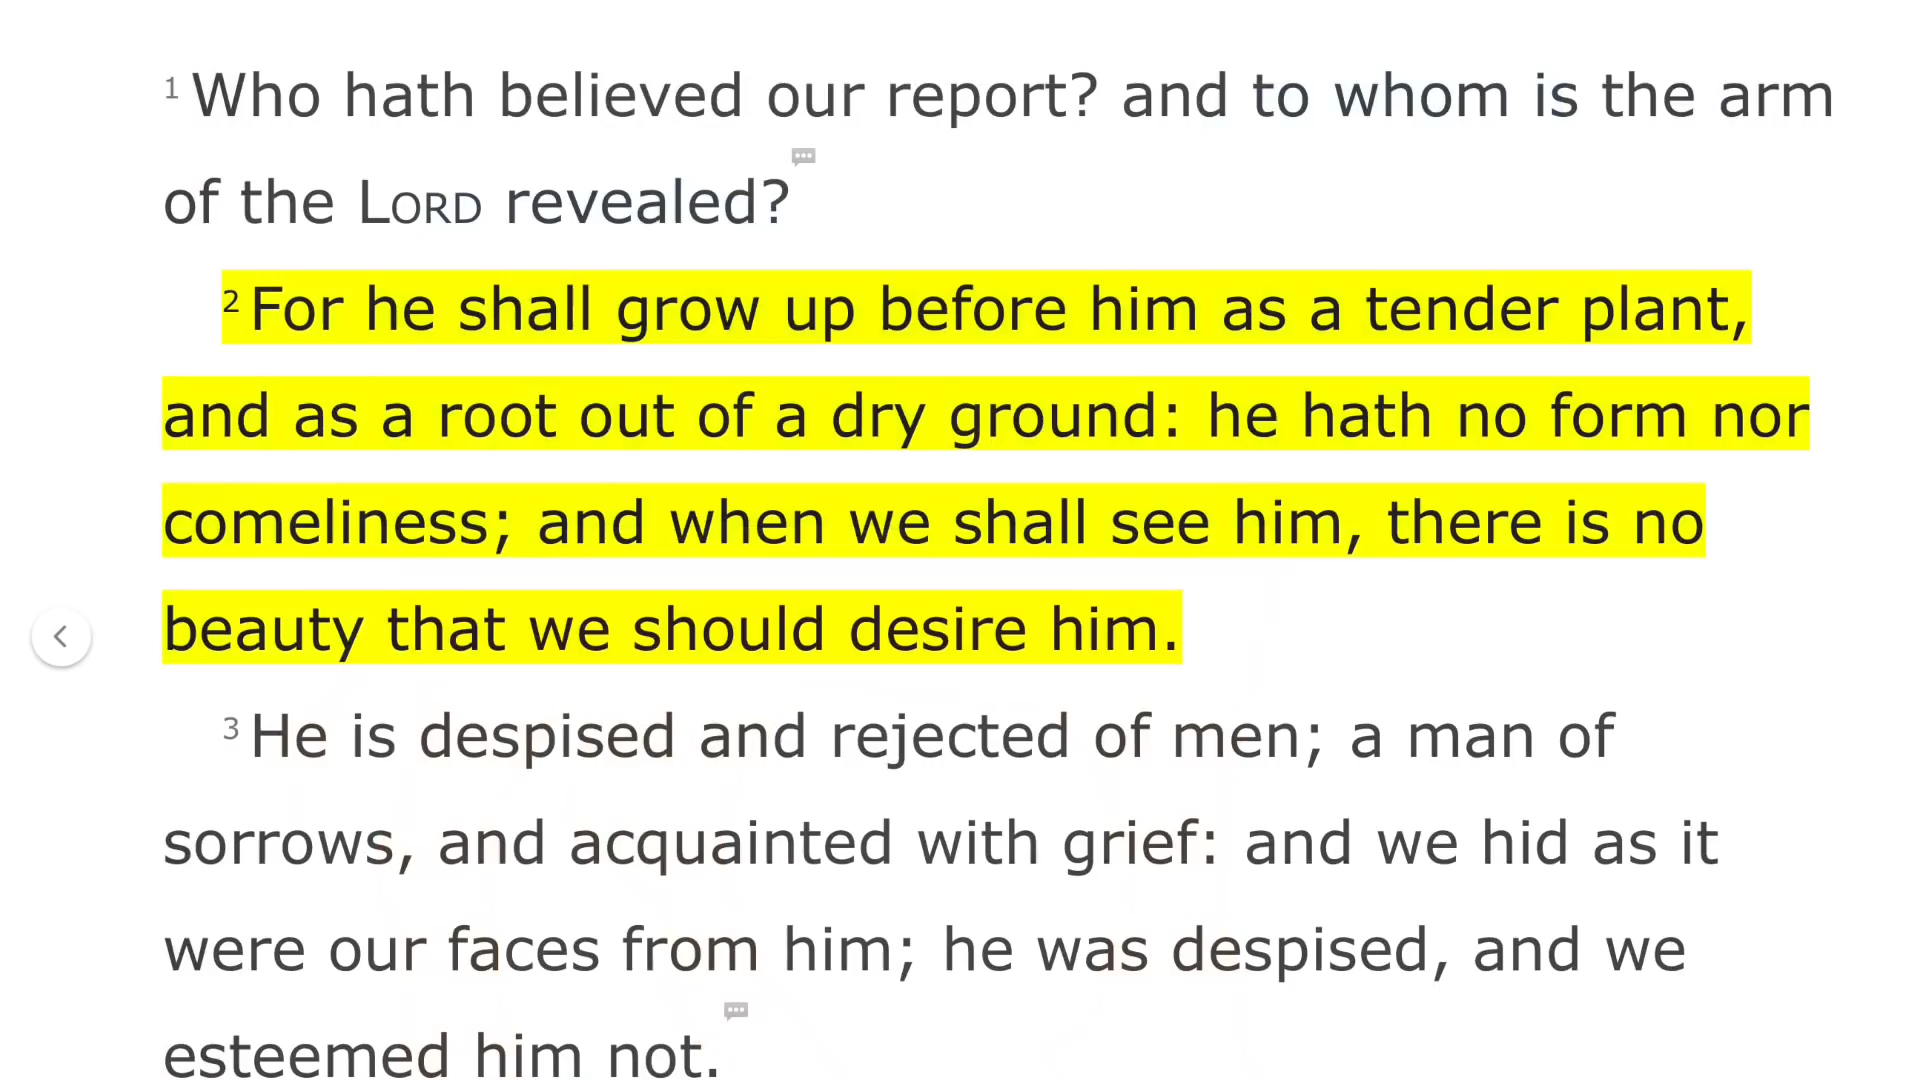 1 Who hath believed our report? and to whom is the arm
of the LORD revealed?
2 For he shall grow up before him as a tender plant,
and as a root out of a dry ground: he hath no form nor
comeliness; and when we shall see him, there is no
beauty that we should desire him.
3 He is despised and rejected of men; a man of
sorrows, and acquainted with grief: and we hid as it
were our faces from him; he was despised, and we
esteemed him not.